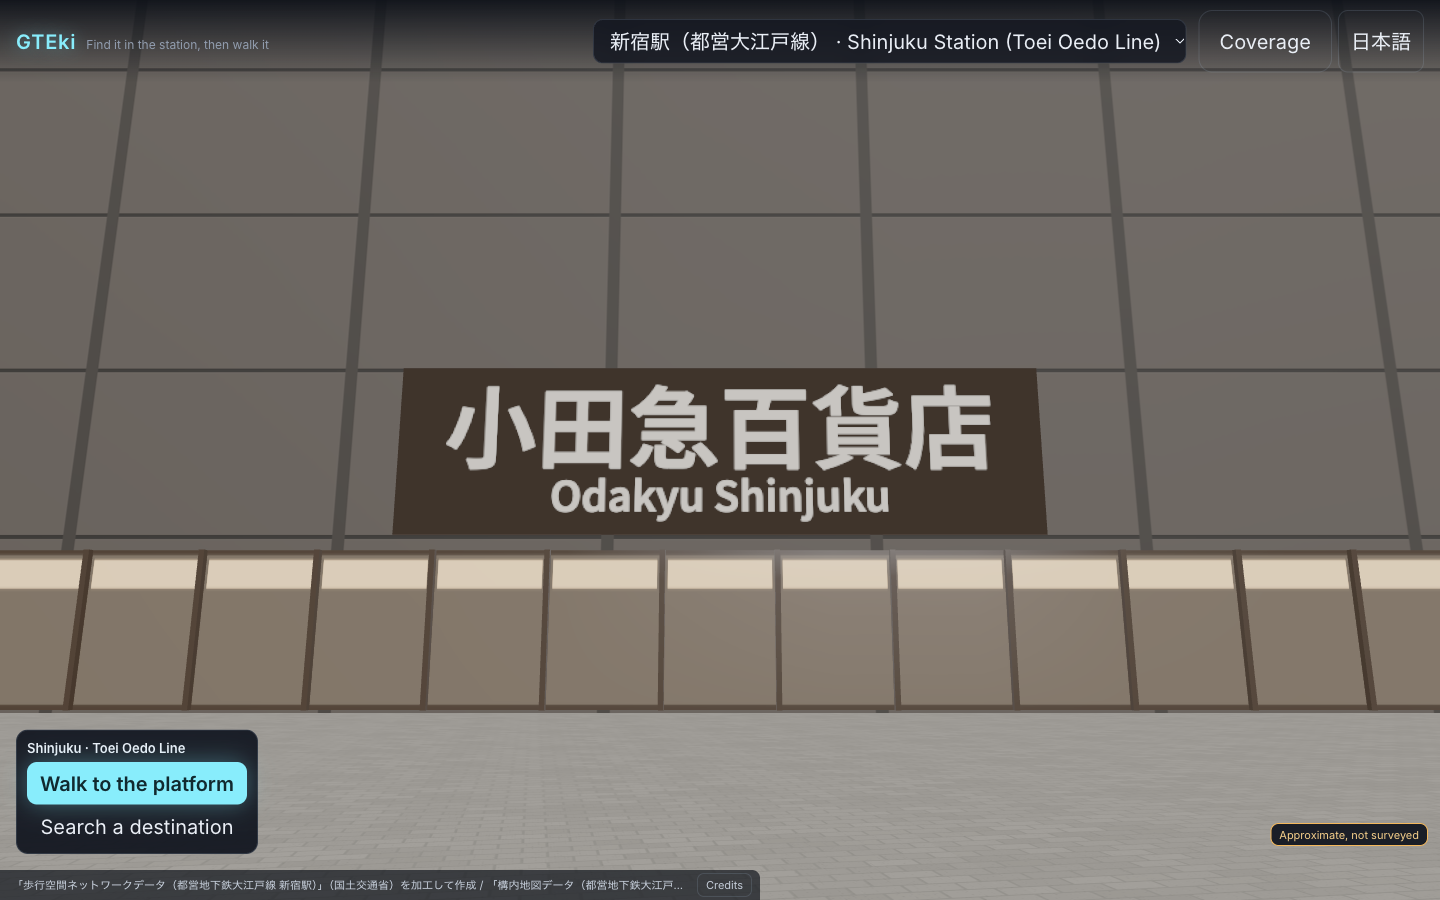 GTEki Find it in the station, then walk it
新宿駅（都営大江戸線） · Shinjuku Station (Toei Oedo Line)
Coverage
日本語
小田急百貨店
Odakyu Shinjuku
Shinjuku · Toei Oedo Line
Walk to the platform
Search a destination
Approximate, not surveyed
「歩行空間ネットワークデータ（都営地下鉄大江戸線 新宿駅）」（国土交通省）を加工して作成 / 「構内地図データ（都営地下鉄大江戸...
Credits